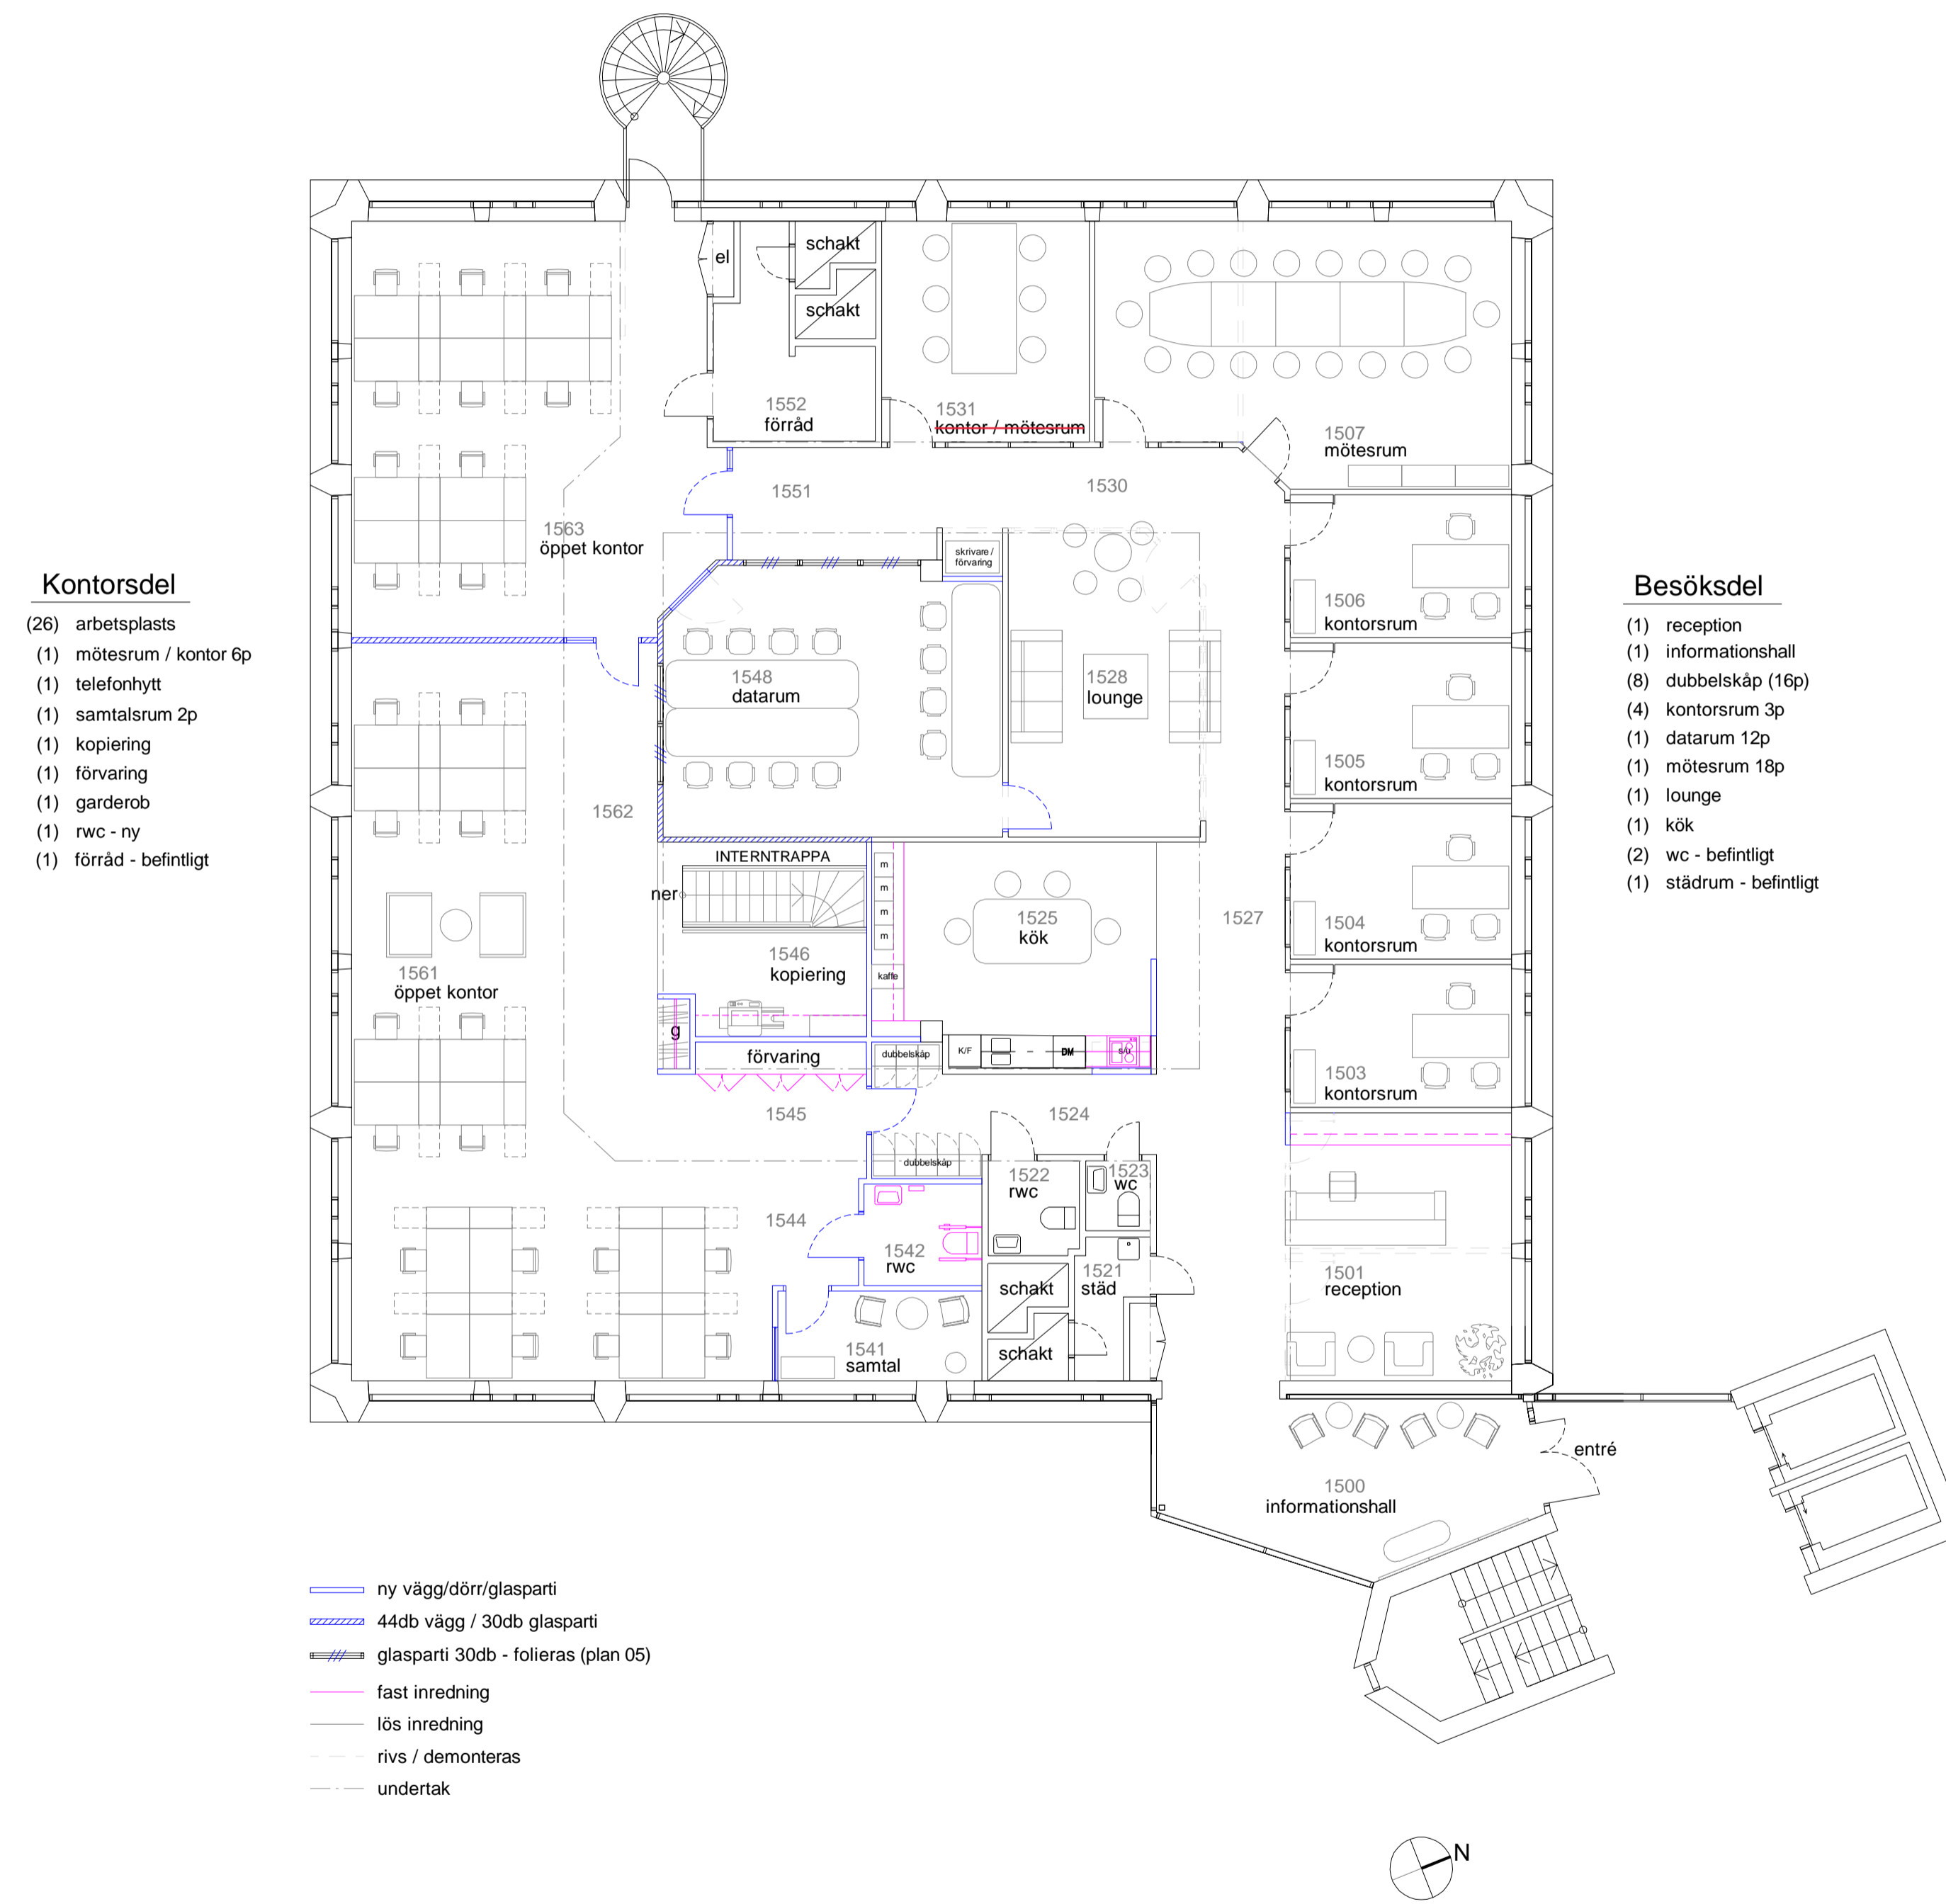 schakt
el
schakt
1552
förråd
1531
kontor / mötesrum
1507
mötesrum
1551
1530
1563
öppet kontor
skrivare /
förvaring
1506
kontorsrum
Kontorsdel
(26) arbetsplasts
(1) mötesrum / kontor 6p
(1) telefonhytt
(1) samtalsrum 2p
(1) kopiering
(1) förvaring
(1) garderob
(1) rwc - ny
(1) förråd - befintligt
Besöksdel
(1) reception
(1) informationshall
(8) dubbelskåp (16p)
(4) kontorsrum 3p
(1) datarum 12p
(1) mötesrum 18p
(1) lounge
(1) kök
(2) wc - befintligt
(1) städrum - befintligt
1548
datarum
1528
lounge
1505
kontorsrum
1562
INTERNTRAPPA
ner
m
m
m
m
kaffe
1525
kök
1527
1504
kontorsrum
1546
kopiering
1561
öppet kontor
g
förvaring
dubbelskåp
K/F
DM
s/u
1503
kontorsrum
1545
1524
dubbelskåp
1522
rwc
1523
wc
1544
1542
rwc
1521
städ
schakt
schakt
1501
reception
1541
samtal
entré
1500
informationshall
ny vägg/dörr/glasparti
44db vägg / 30db glasparti
glasparti 30db - folieras (plan 05)
fast inredning
lös inredning
rivs / demonteras
undertak
N